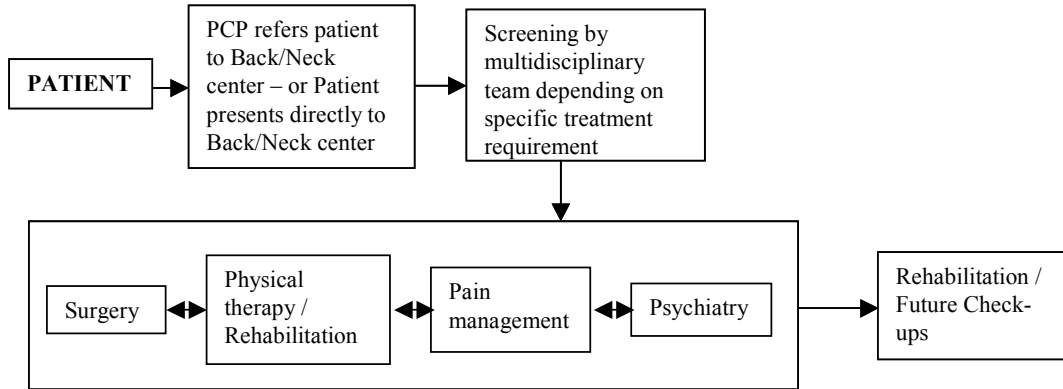 PATIENT
PCP refers patient
to Back/Neck
center – or Patient
presents directly to
Back/Neck center
Screening by
multidisciplinary
team depending on
specific treatment
requirement
Surgery
Physical
therapy /
Rehabilitation
Pain
management
Psychiatry
Rehabilitation /
Future Check-
ups